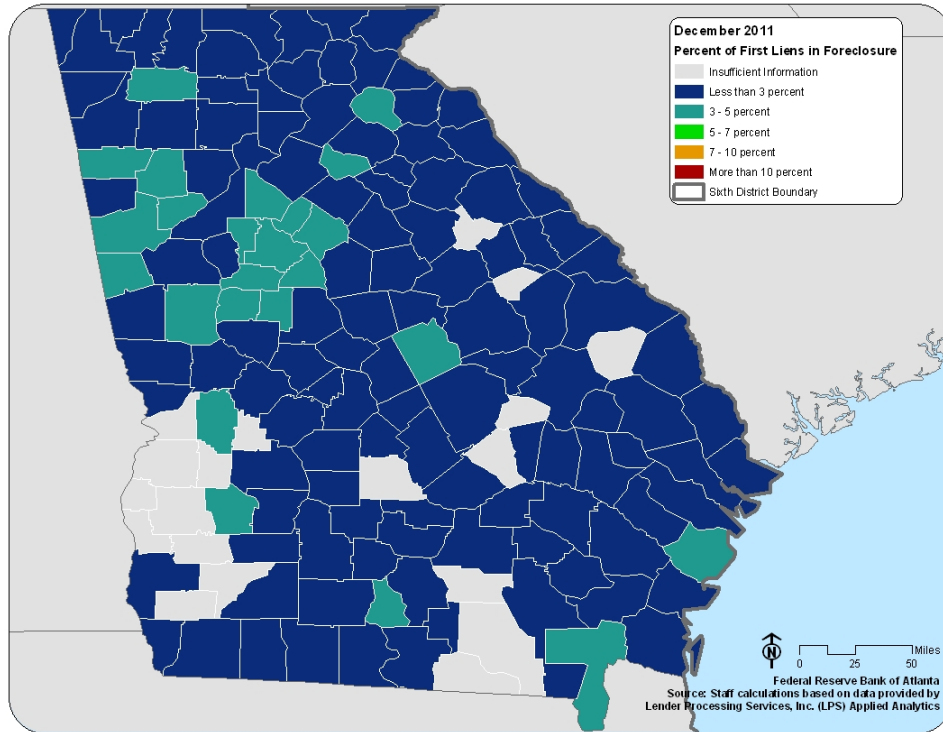 December 2011
Percent of First Liens in Foreclosure
Insufficient Information
Less than 3 percent
3 - 5 percent
5 - 7 percent
7 - 10 percent
More than 10 percent
Sixth District Boundary
N
Miles
0 25 50
Federal Reserve Bank of Atlanta
Source: Staff calculations based on data provided by
Lender Processing Services, Inc. (LPS) Applied Analytics